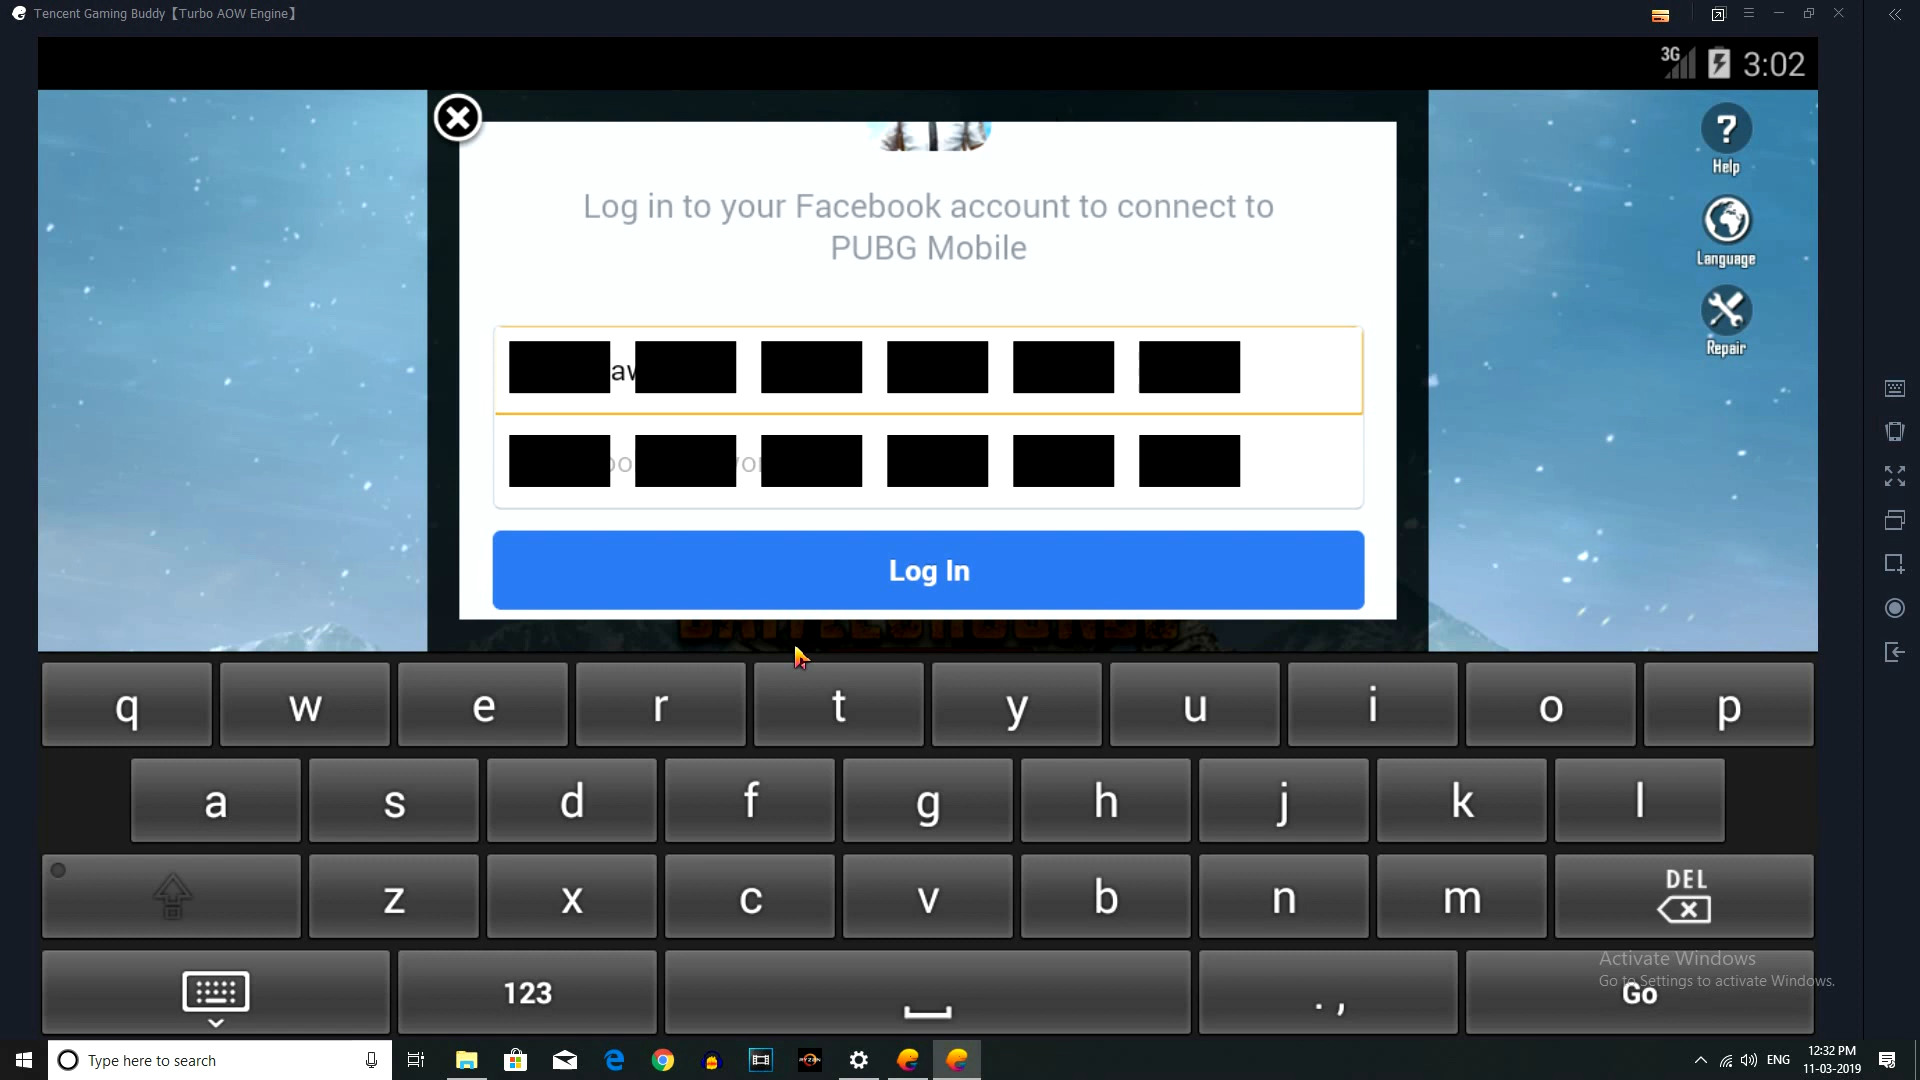 Tencent Gaming Buddy【Turbo AOW Engine】
3G 3:02
Help
Language
Repair
Log in to your Facebook account to connect to
PUBG Mobile
Log In
q w e r t y u i o p
a s d f g h j k l
z x c v b n m DEL
123 . , Go
Activate Windows
Go to Settings to activate Windows.
Type here to search
RYZEN
ENG
12:32 PM
11-03-2019